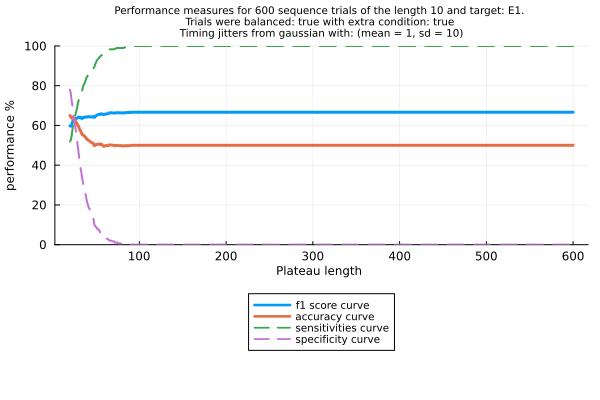 Performance measures for 600 sequence trials of the length 10 and target: E1.
Trials were balanced: true with extra condition: true
Timing jitters from gaussian with: (mean = 1, sd = 10)
performance %
100
80
60
40
20
0
100
200
300
400
500
600
Plateau length
f1 score curve
accuracy curve
sensitivities curve
specificity curve